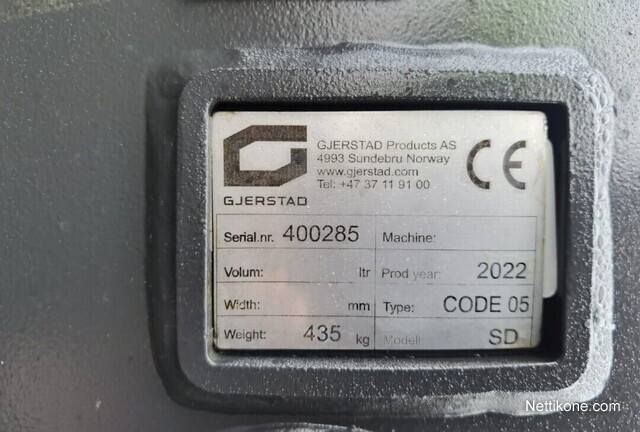 GJERSTAD
GJERSTAD Products AS
4993 Sundebru Norway
www.gjerstad.com
Tel: +47 37 11 91 00
CE
Serial.nr. 400285 Machine:
Volum: ltr Prod year: 2022
Width: mm Type: CODE 05
Weight: 435 kg Modell: SD
Nettikone.com